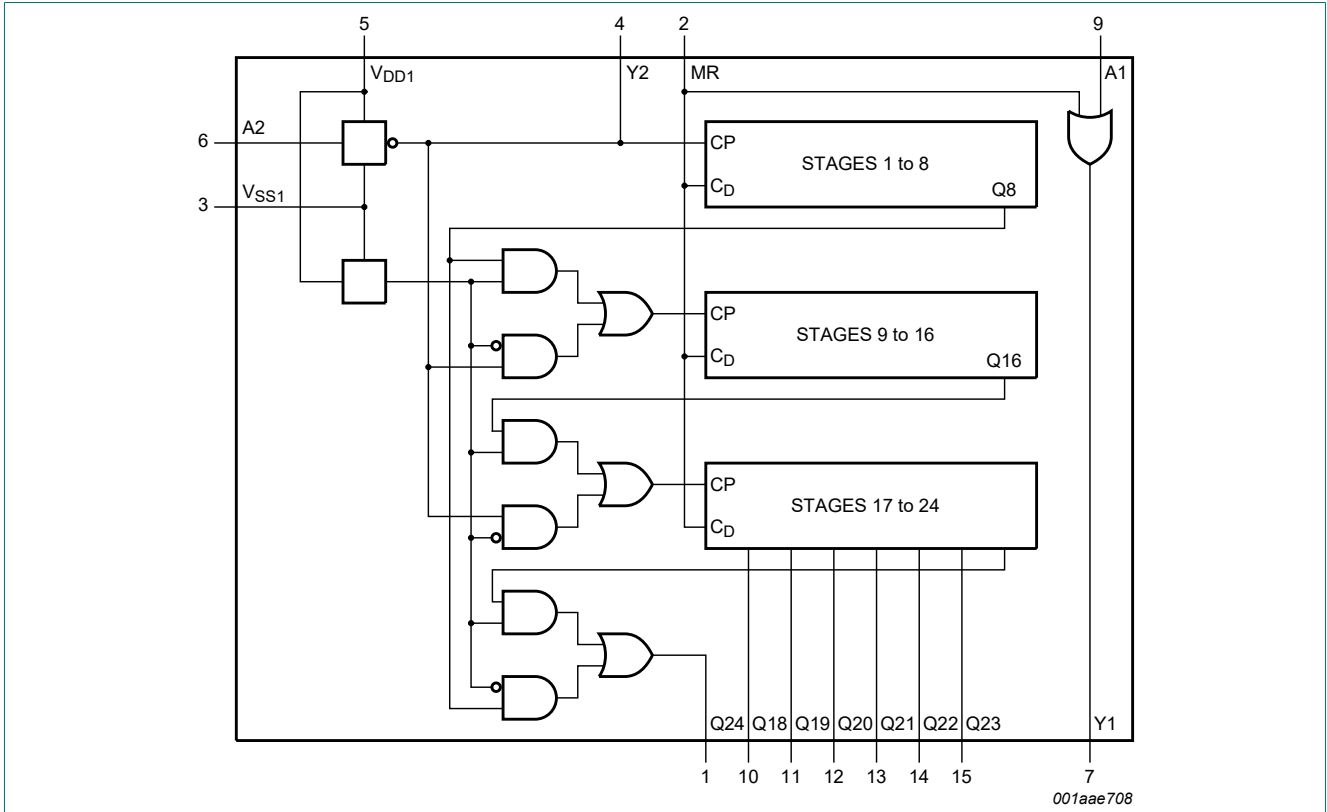 5 4 2 9
VDD1 Y2 MR A1
6 A2 CP
STAGES 1 to 8
3 VSS1 CD Q8
CP
STAGES 9 to 16
CD Q16
CP
STAGES 17 to 24
CD
Q24 Q18 Q19 Q20 Q21 Q22 Q23 Y1
1 10 11 12 13 14 15 7
001aae708